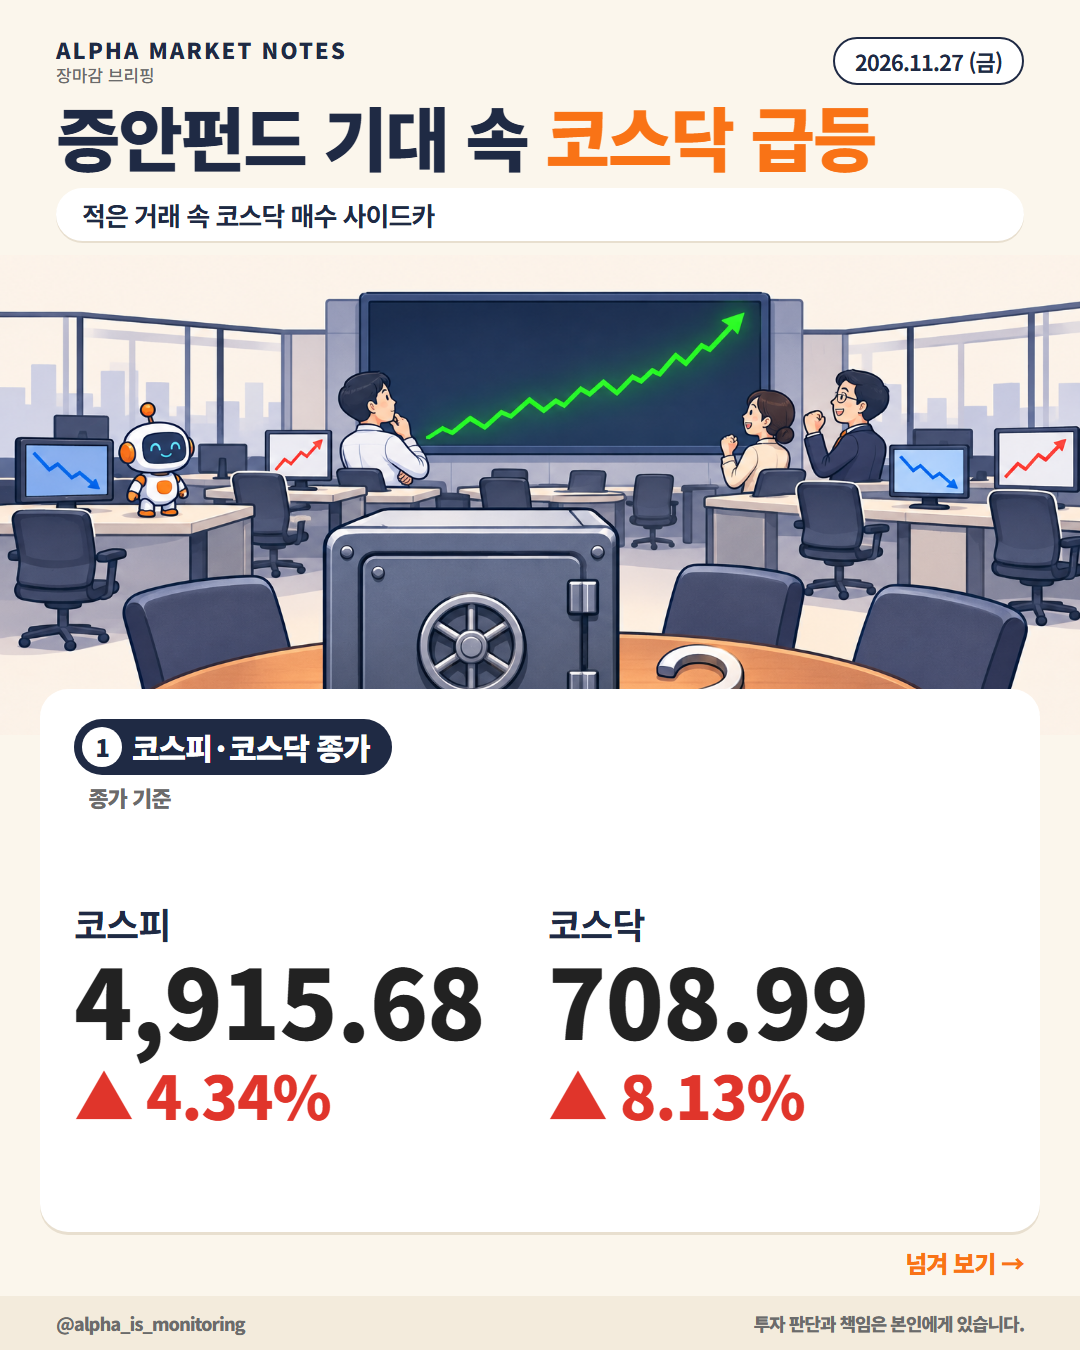 ALPHA MARKET NOTES
장마감 브리핑
2026.11.27 (금)
증안펀드 기대 속 코스닥 급등
적은 거래 속 코스닥 매수 사이드카
1 코스피·코스닥 종가
종가 기준
코스피
4,915.68
▲ 4.34%
코스닥
708.99
▲ 8.13%
넘겨 보기 →
@alpha_is_monitoring
투자 판단과 책임은 본인에게 있습니다.